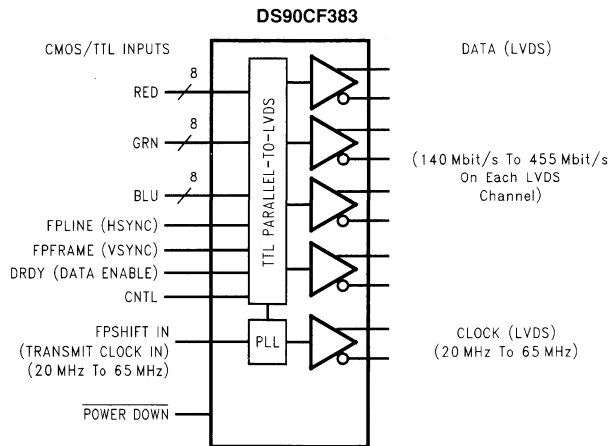 DS90CF383
CMOS/TTL INPUTS
DATA (LVDS)
8
RED
8
GRN
(140 Mbit/s To 455 Mbit/s
On Each LVDS
Channel)
8
BLU
TTL PARALLEL-TO-LVDS
FPLINE (HSYNC)
FPFRAME (VSYNC)
DRDY (DATA ENABLE)
CNTL
FPSHIFT IN
(TRANSMIT CLOCK IN)
(20 MHz To 65 MHz)
PLL
CLOCK (LVDS)
(20 MHz To 65 MHz)
POWER DOWN